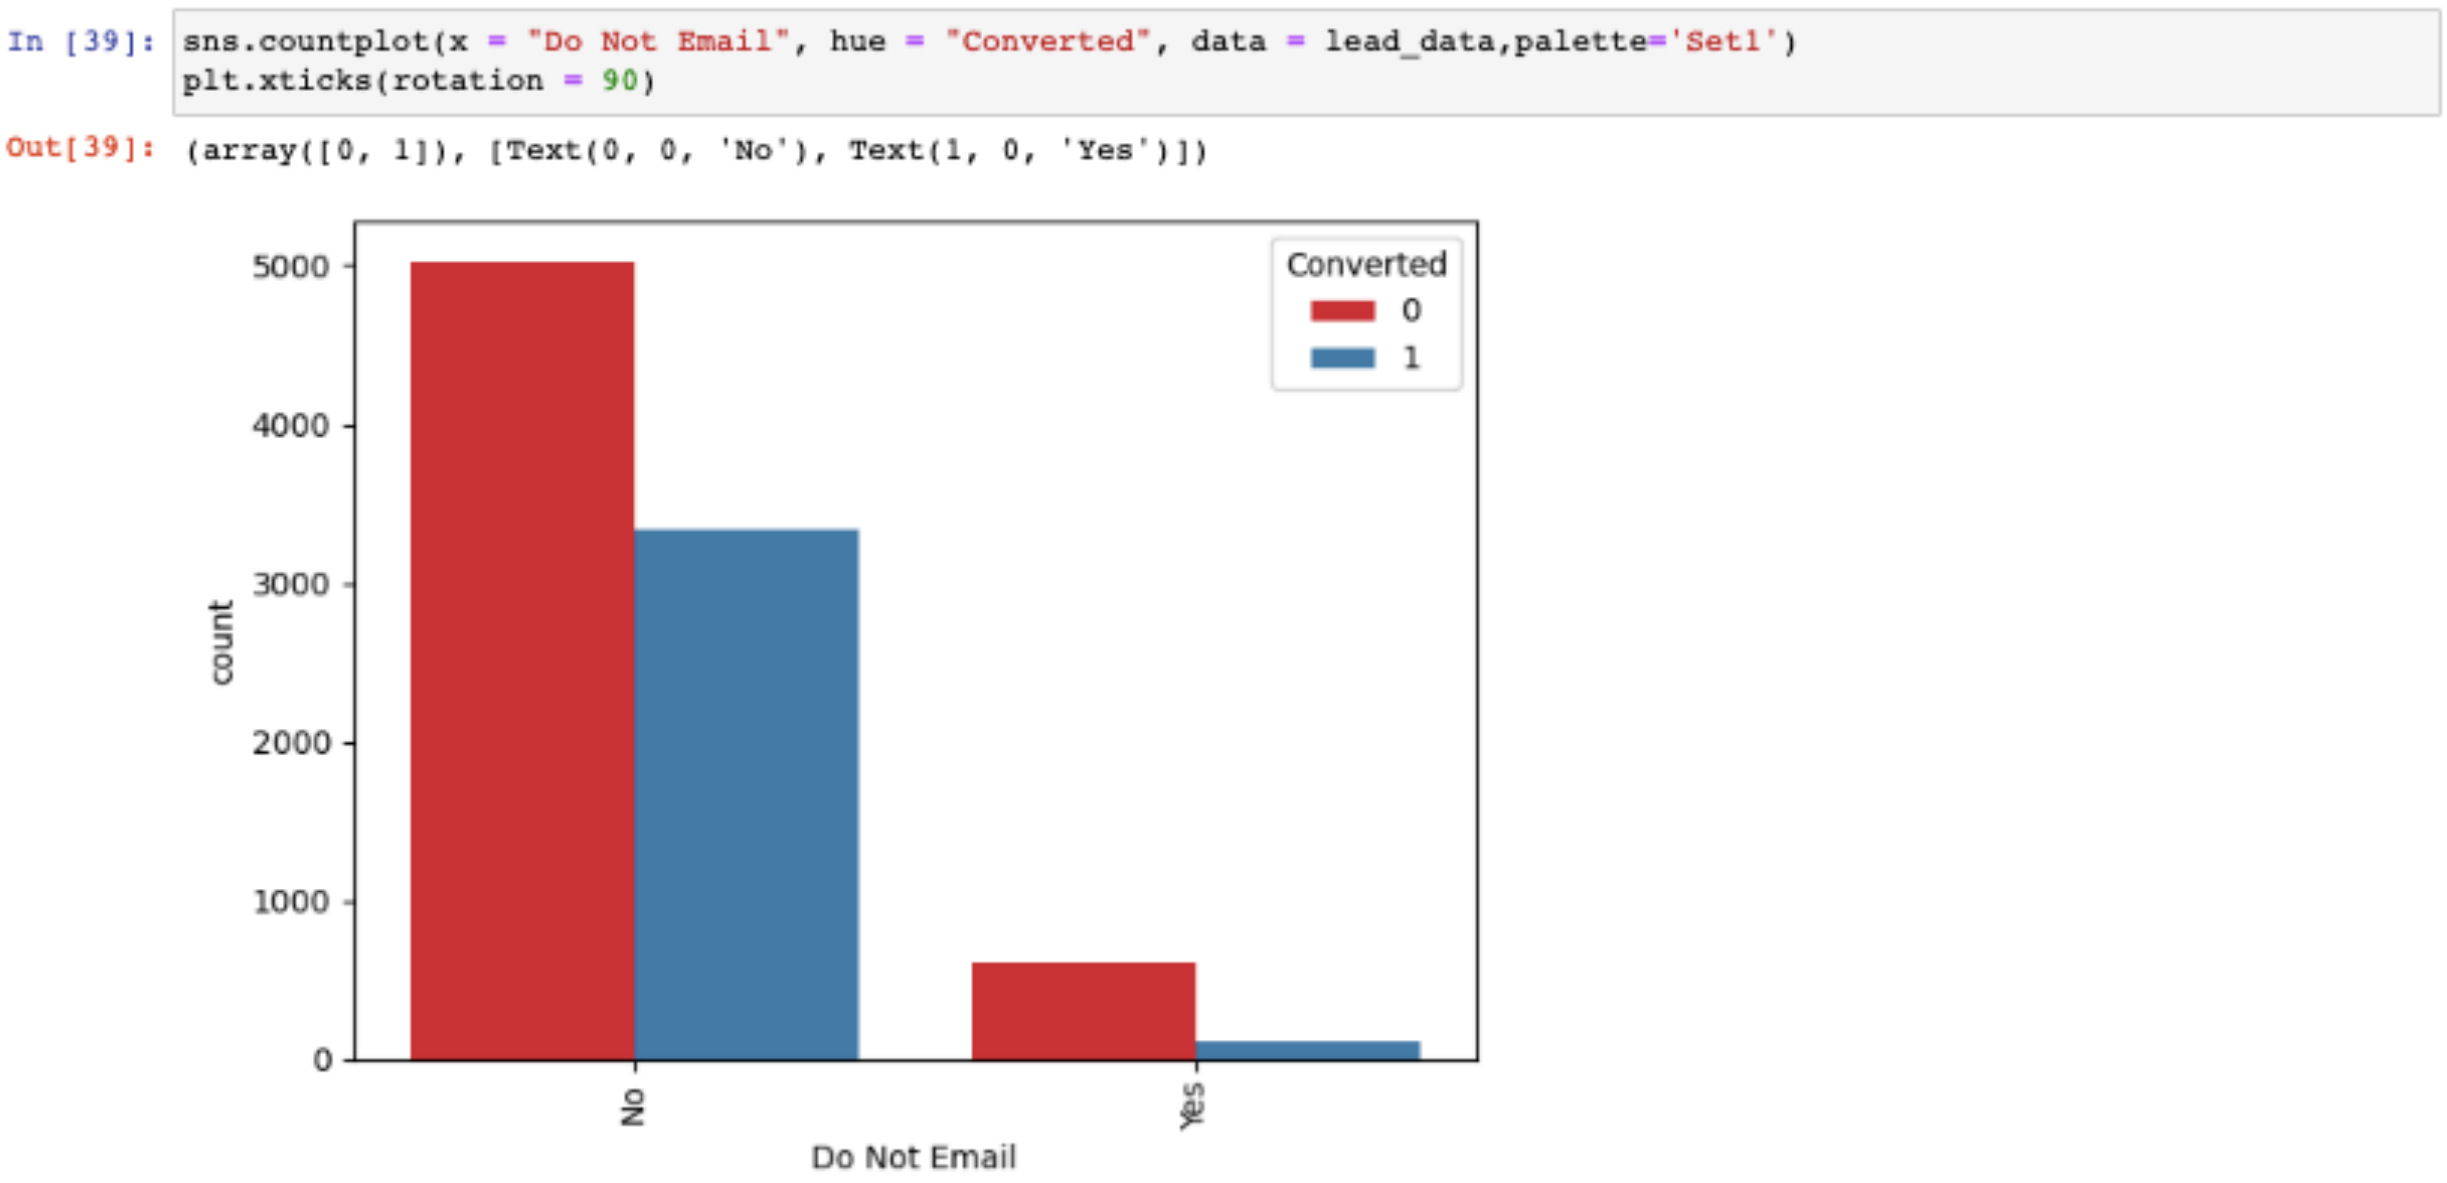 In [39]: sns.countplot(x = "Do Not Email", hue = "Converted", data = lead_data,palette='Set1')
plt.xticks(rotation = 90)
Out[39]: (array([0, 1]), [Text(0, 0, 'No'), Text(1, 0, 'Yes')])
Converted
0
1
5000
4000
3000
2000
1000
0
count
No
Yes
Do Not Email